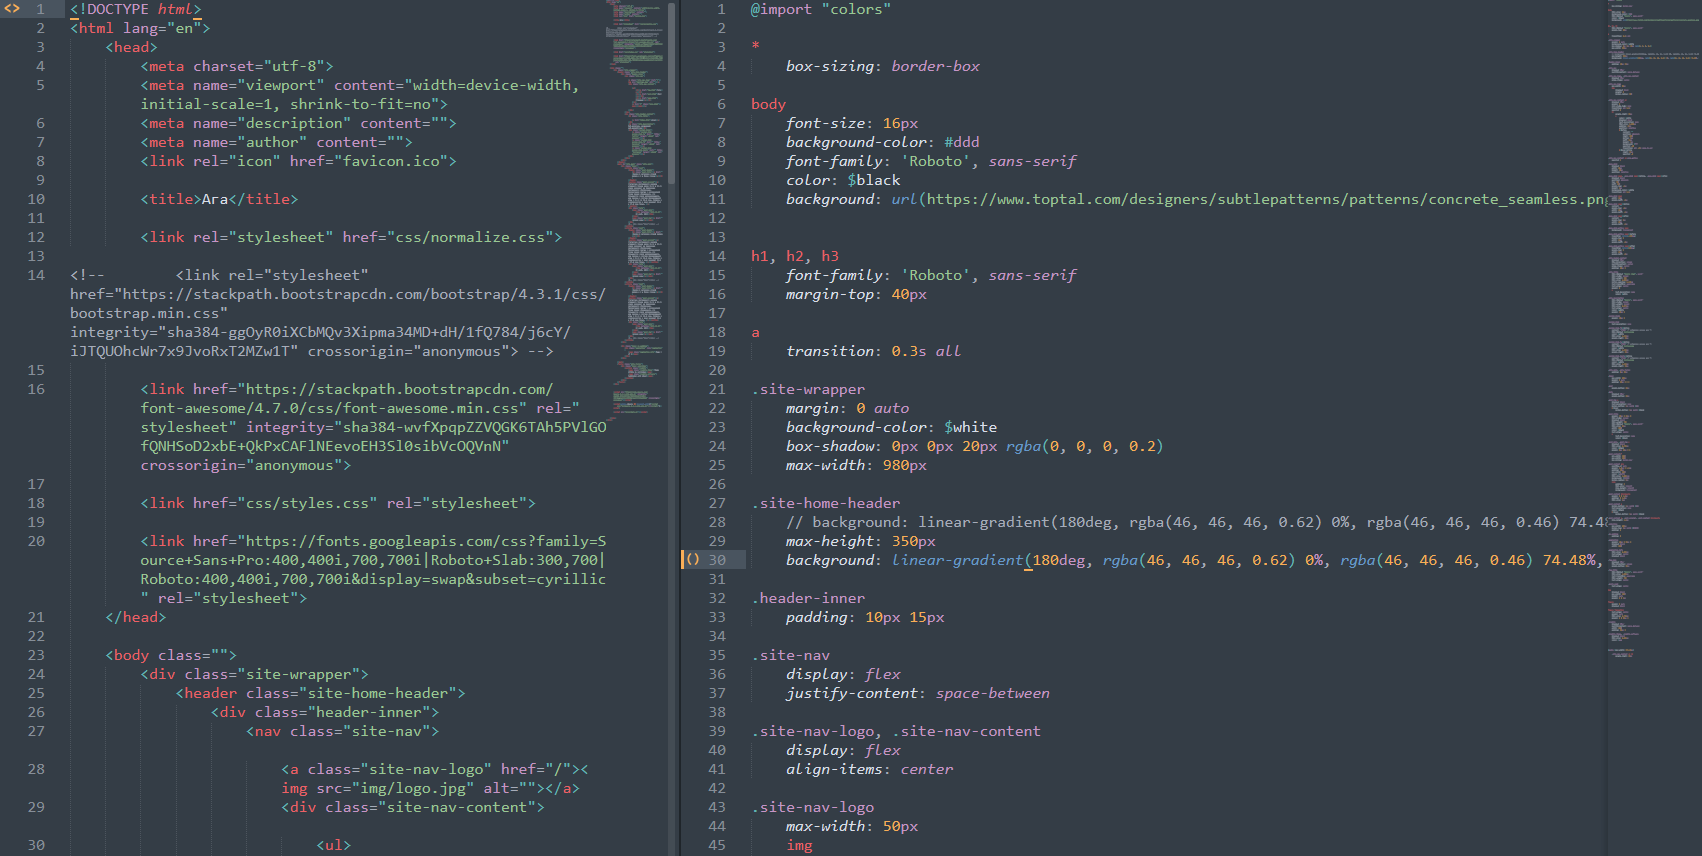 <> 1 <!DOCTYPE html>
2 <html lang="en">
3 <head>
4 <meta charset="utf-8">
5 <meta name="viewport" content="width=device-width,
initial-scale=1, shrink-to-fit=no">
6 <meta name="description" content="">
7 <meta name="author" content="">
8 <link rel="icon" href="favicon.ico">
9
10 <title>Ara</title>
11
12 <link rel="stylesheet" href="css/normalize.css">
13
14 <!-- <link rel="stylesheet"
href="https://stackpath.bootstrapcdn.com/bootstrap/4.3.1/css/
bootstrap.min.css"
integrity="sha384-ggOyR0iXCbMQv3Xipma34MD+dH/1fQ784/j6cY/
iJTQUOhcWr7x9JvoRxT2MZw1T" crossorigin="anonymous"> -->
15
16 <link href="https://stackpath.bootstrapcdn.com/
font-awesome/4.7.0/css/font-awesome.min.css" rel="
stylesheet" integrity="sha384-wvfXpqpZZVQGK6TAh5PVlGO
fQNHSoD2xbE+QkPxCAFlNEevoEH3Sl0sibVcOQVnN"
crossorigin="anonymous">
17
18 <link href="css/styles.css" rel="stylesheet">
19
20 <link href="https://fonts.googleapis.com/css?family=S
ource+Sans+Pro:400,400i,700,700i|Roboto+Slab:300,700|
Roboto:400,400i,700,700i&display=swap&subset=cyrillic
" rel="stylesheet">
21 </head>
22
23 <body class="">
24 <div class="site-wrapper">
25 <header class="site-home-header">
26 <div class="header-inner">
27 <nav class="site-nav">
28 <a class="site-nav-logo" href="/"><
img src="img/logo.jpg" alt=""></a>
29 <div class="site-nav-content">
30 <ul>
1 @import "colors"
2
3 *
4 box-sizing: border-box
5
6 body
7 font-size: 16px
8 background-color: #ddd
9 font-family: 'Roboto', sans-serif
10 color: $black
11 background: url(https://www.toptal.com/designers/subtlepatterns/patterns/concrete_seamless.png
12
13
14 h1, h2, h3
15 font-family: 'Roboto', sans-serif
16 margin-top: 40px
17
18 a
19 transition: 0.3s all
20
21 .site-wrapper
22 margin: 0 auto
23 background-color: $white
24 box-shadow: 0px 0px 20px rgba(0, 0, 0, 0.2)
25 max-width: 980px
26
27 .site-home-header
28 // background: linear-gradient(180deg, rgba(46, 46, 46, 0.62) 0%, rgba(46, 46, 46, 0.46) 74.48
29 max-height: 350px
() 30 background: linear-gradient(180deg, rgba(46, 46, 46, 0.62) 0%, rgba(46, 46, 46, 0.46) 74.48%,
31
32 .header-inner
33 padding: 10px 15px
34
35 .site-nav
36 display: flex
37 justify-content: space-between
38
39 .site-nav-logo, .site-nav-content
40 display: flex
41 align-items: center
42
43 .site-nav-logo
44 max-width: 50px
45 img